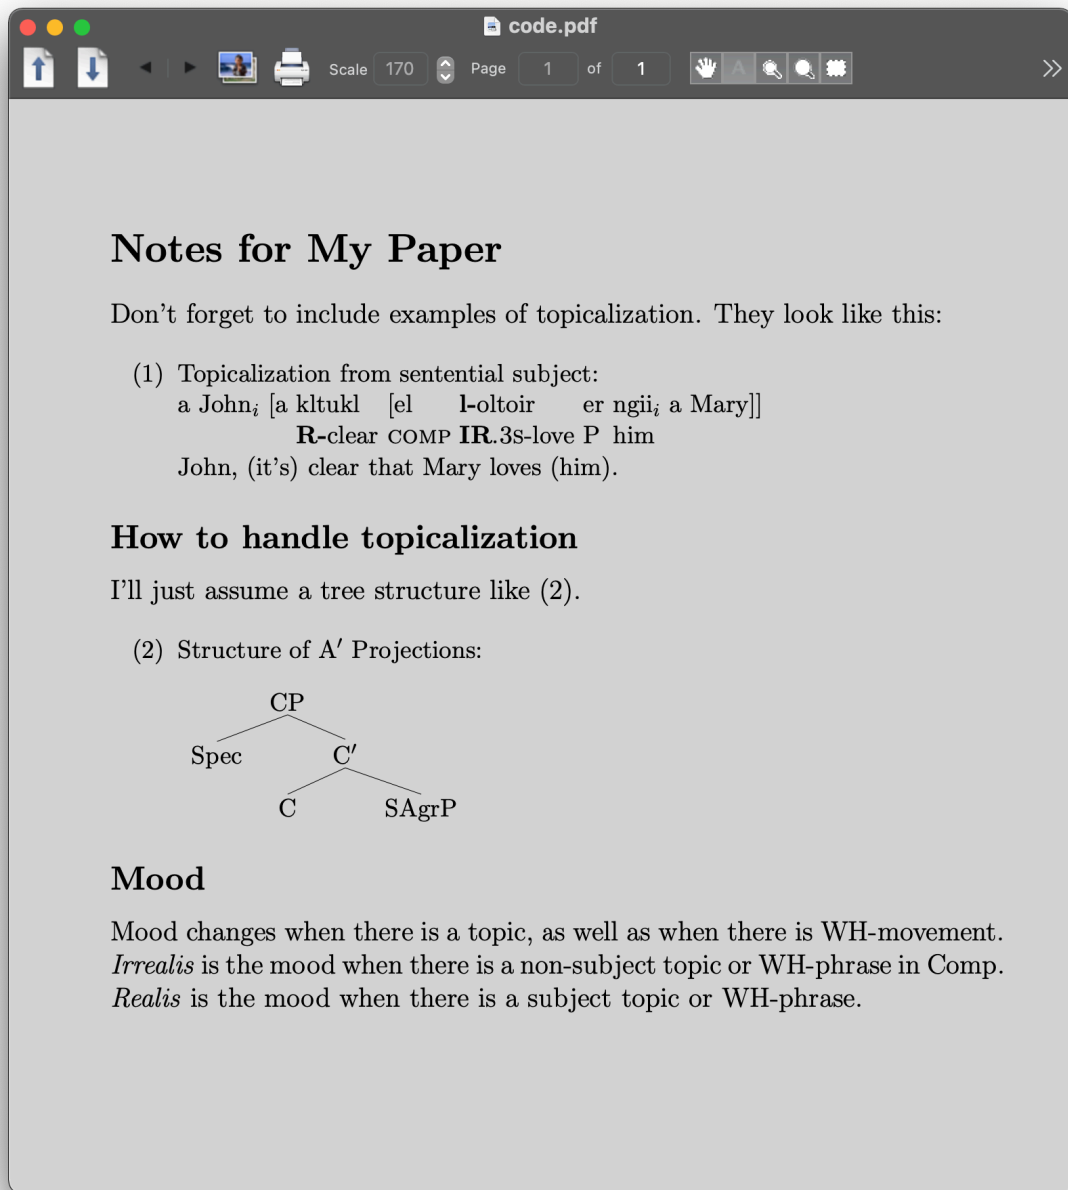 code.pdf
Scale 170 Page 1 of 1
Notes for My Paper
Don't forget to include examples of topicalization. They look like this:
(1) Topicalization from sentential subject:
a Johnᵢ [a kltukl [el l-oltoir er ngiiᵢ a Mary]]
R-clear COMP IR.3s-love P him
John, (it's) clear that Mary loves (him).
How to handle topicalization
I'll just assume a tree structure like (2).
(2) Structure of A′ Projections:
CP
Spec C′
C SAgrP
Mood
Mood changes when there is a topic, as well as when there is WH-movement.
Irrealis is the mood when there is a non-subject topic or WH-phrase in Comp.
Realis is the mood when there is a subject topic or WH-phrase.